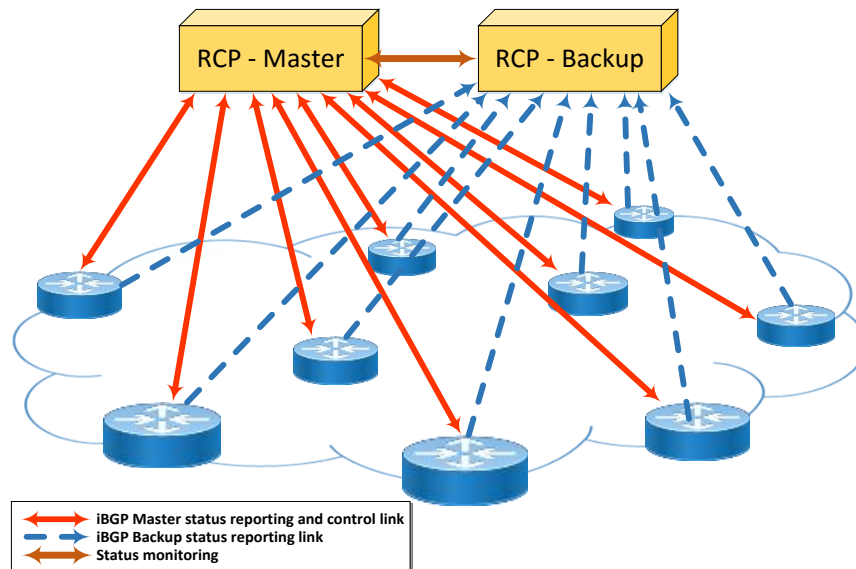 RCP - Master
RCP - Backup
iBGP Master status reporting and control link
iBGP Backup status reporting link
Status monitoring